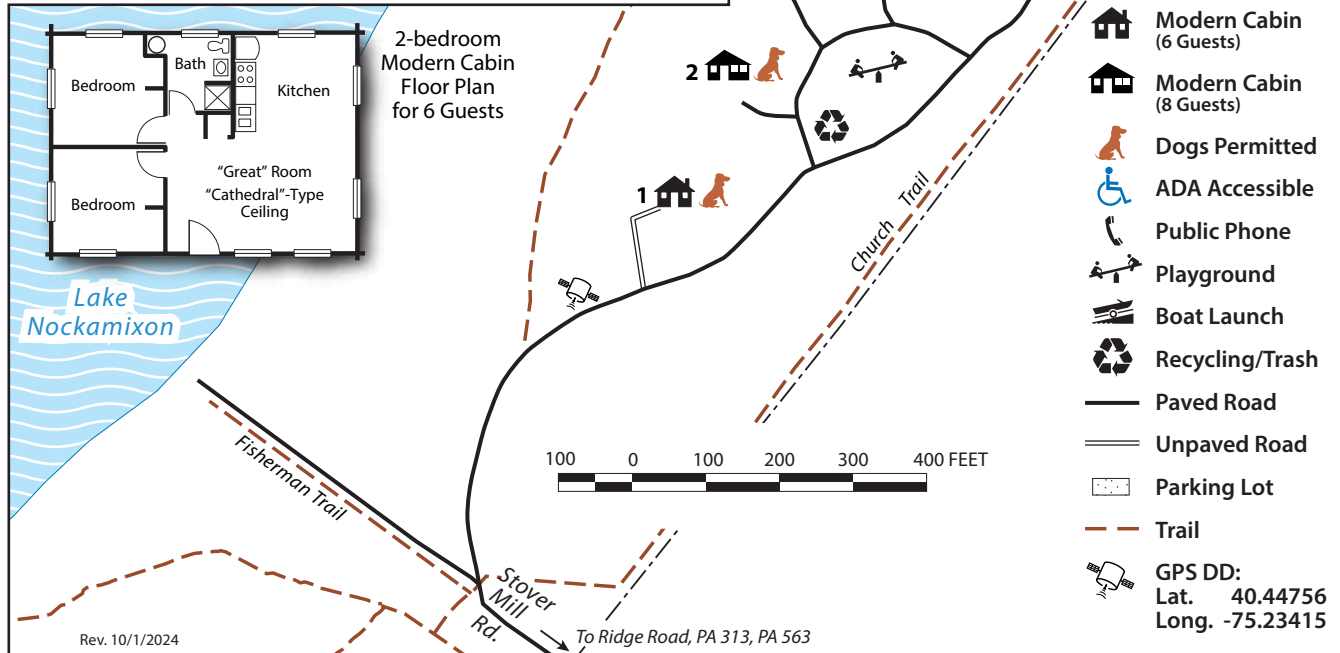 2-bedroom
Modern Cabin
Floor Plan
for 6 Guests
Bath
Bedroom
Kitchen
"Great" Room
"Cathedral"-Type
Ceiling
Bedroom
Lake
Nockamixon
2
1
Church Trail
Fisherman Trail
100 0 100 200 300 400 FEET
Stover
Mill
Rd.
To Ridge Road, PA 313, PA 563
Rev. 10/1/2024
Modern Cabin
(6 Guests)
Modern Cabin
(8 Guests)
Dogs Permitted
ADA Accessible
Public Phone
Playground
Boat Launch
Recycling/Trash
Paved Road
Unpaved Road
Parking Lot
Trail
GPS DD:
Lat. 40.44756
Long. -75.23415